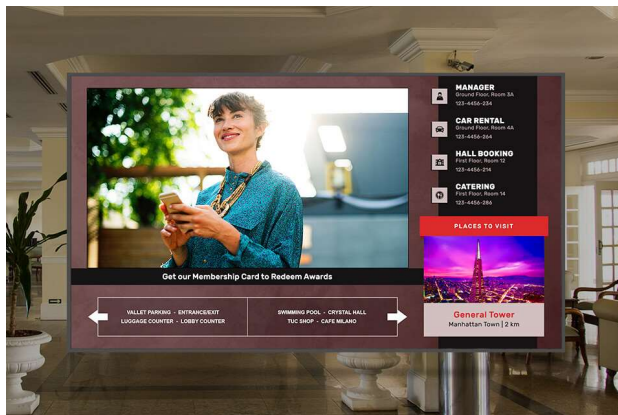 MANAGER
Ground Floor, Room 3A
123-4456-234
CAR RENTAL
Ground Floor, Room 4A
123-4456-264
HALL BOOKING
First Floor, Room 12
123-4456-214
CATERING
First Floor, Room 14
123-4456-286
PLACES TO VISIT
General Tower
Manhattan Town | 2 km
Get our Membership Card to Redeem Awards
VALLET PARKING - ENTRANCE/EXIT
LUGGAGE COUNTER - LOBBY COUNTER
SWIMMING POOL - CRYSTAL HALL
TUC SHOP - CAFE MILANO